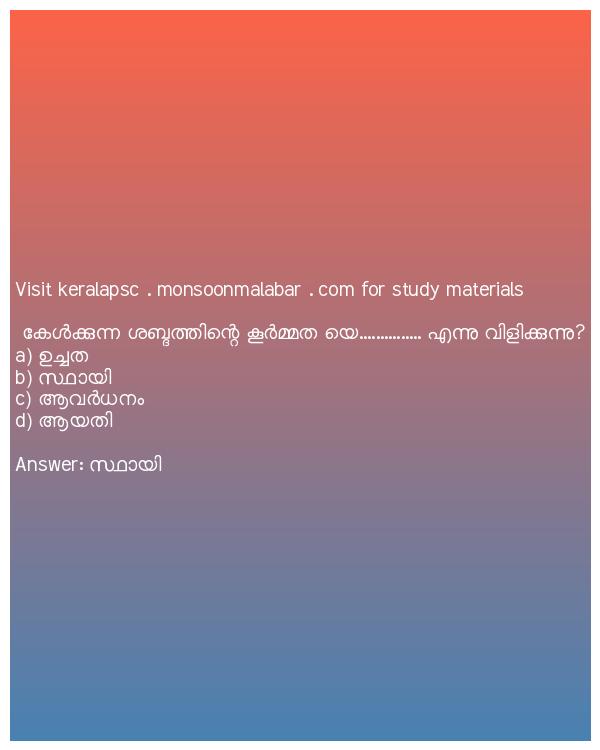 Visit keralapsc . monsoonmalabar . com for study materials
കേൾക്കുന്ന ശബ്ദത്തിന്റെ കൂർമ്മത യെ............... എന്നു വിളിക്കുന്നു?
a) ഉച്ചത
b) സ്ഥായി
c) ആവർധനം
d) ആയതി
Answer: സ്ഥായി